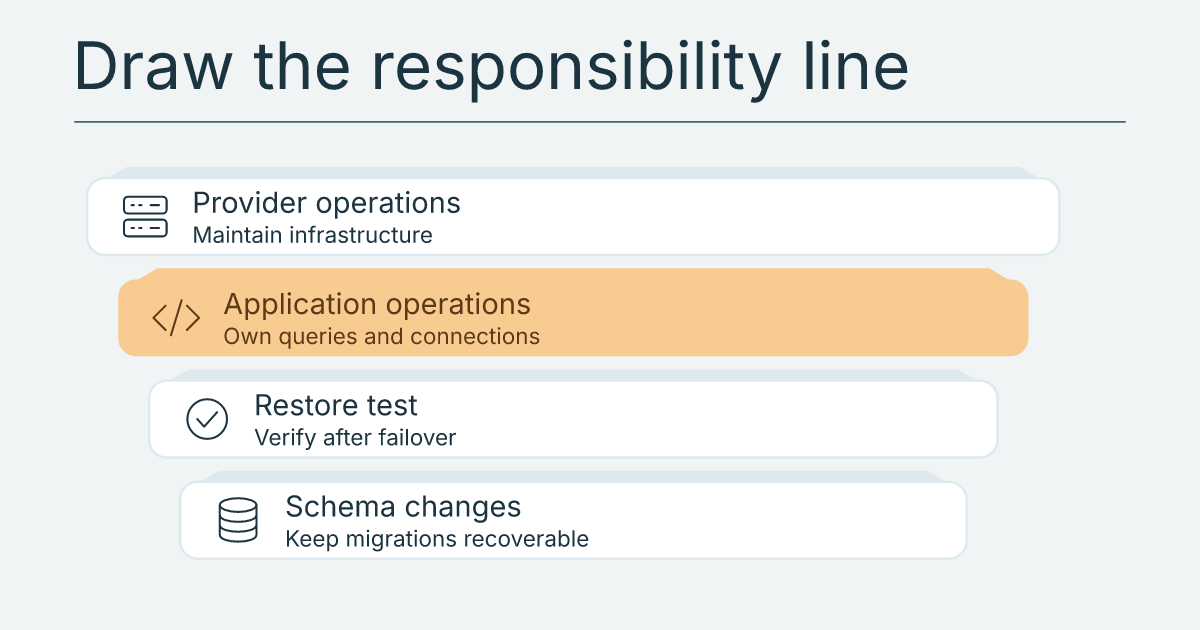 Draw the responsibility line
Provider operations
Maintain infrastructure
Application operations
Own queries and connections
Restore test
Verify after failover
Schema changes
Keep migrations recoverable